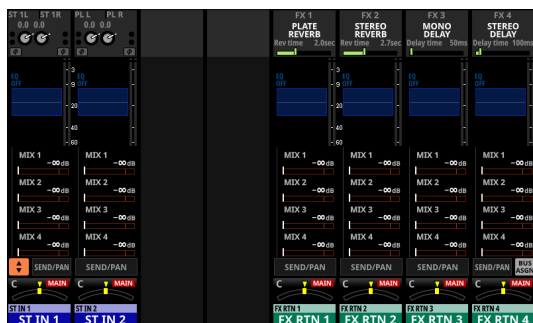 ST 1L ST 1R PL L PL R FX 1 FX 2 FX 3 FX 4
0.0 0.0 0.0 0.0 PLATE REVERB STEREO REVERB MONO DELAY STEREO DELAY
Rev time 2.0sec Rev time 2.7sec Delay time 50ms Delay time 100ms
3 3 3 3
EQ OFF EQ OFF EQ OFF EQ OFF EQ OFF EQ OFF
9 9 9 9
20 20 20 20
40 40 40 40
60 60 60 60
MIX 1 MIX 1 MIX 1 MIX 1 MIX 1 MIX 1
-∞dB -∞dB -∞dB -∞dB -∞dB -∞dB
MIX 2 MIX 2 MIX 2 MIX 2 MIX 2 MIX 2
-∞dB -∞dB -∞dB -∞dB -∞dB -∞dB
MIX 3 MIX 3 MIX 3 MIX 3 MIX 3 MIX 3
-∞dB -∞dB -∞dB -∞dB -∞dB -∞dB
MIX 4 MIX 4 MIX 4 MIX 4 MIX 4 MIX 4
-∞dB -∞dB -∞dB -∞dB -∞dB -∞dB
SEND/PAN SEND/PAN SEND/PAN SEND/PAN SEND/PAN SEND/PAN BUS ASGN
C MAIN C MAIN C MAIN C MAIN C MAIN C MAIN
ST IN 1 ST IN 2 FX RTN 1 FX RTN 2 FX RTN 3 FX RTN 4
ST IN 1 ST IN 2 FX RTN 1 FX RTN 2 FX RTN 3 FX RTN 4